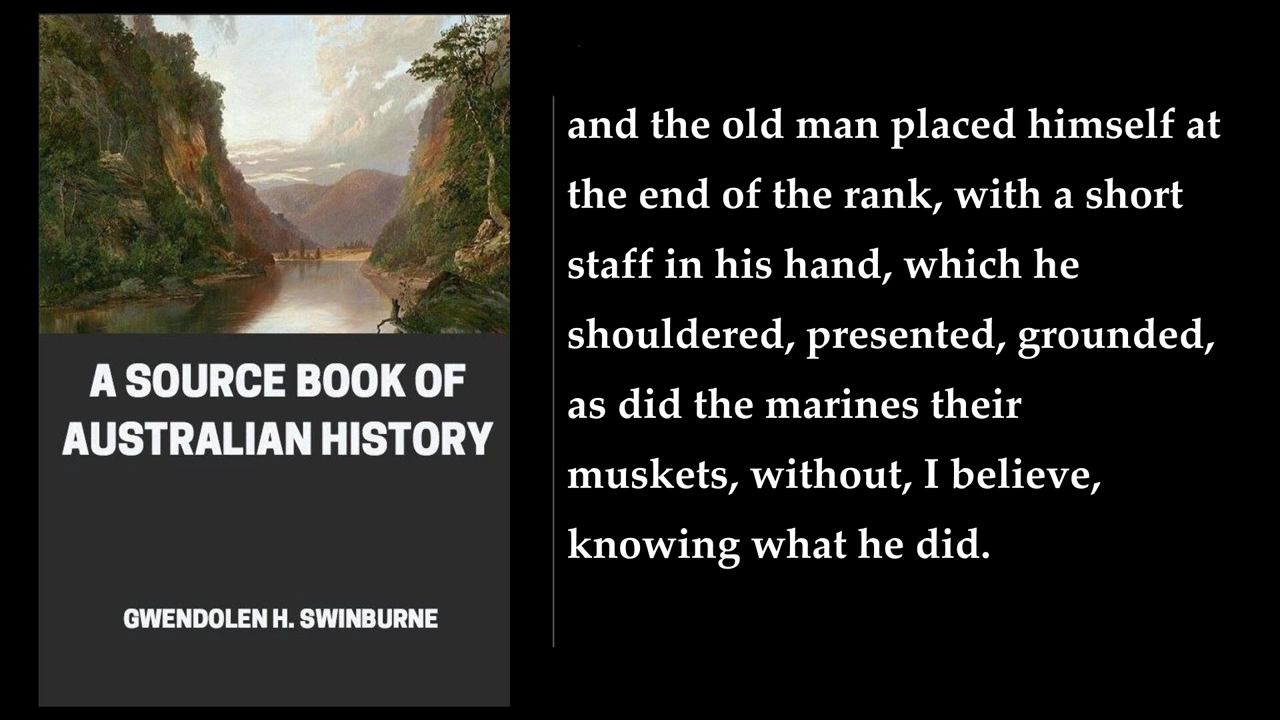 A SOURCE BOOK OF
AUSTRALIAN HISTORY
GWENDOLEN H. SWINBURNE
and the old man placed himself at
the end of the rank, with a short
staff in his hand, which he
shouldered, presented, grounded,
as did the marines their
muskets, without, I believe,
knowing what he did.